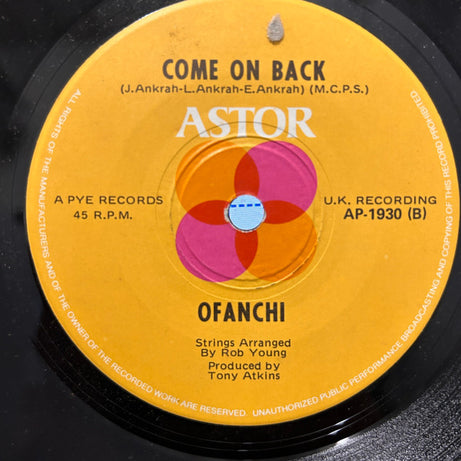 COME ON BACK
(J.Ankrah-L.Ankrah-E.Ankrah) (M.C.P.S.)
ASTOR
A PYE RECORDS
45 R.P.M.
U.K. RECORDING
AP-1930 (B)
OFANCHI
Strings Arranged
By Rob Young
Produced by
Tony Atkins
ALL RIGHTS OF THE MANUFACTURERS AND OF THE OWNER OF THE RECORDED WORK ARE RESERVED. UNAUTHORIZED PUBLIC PERFORMANCE BROADCASTING AND COPYING OF THIS RECORD PROHIBITED